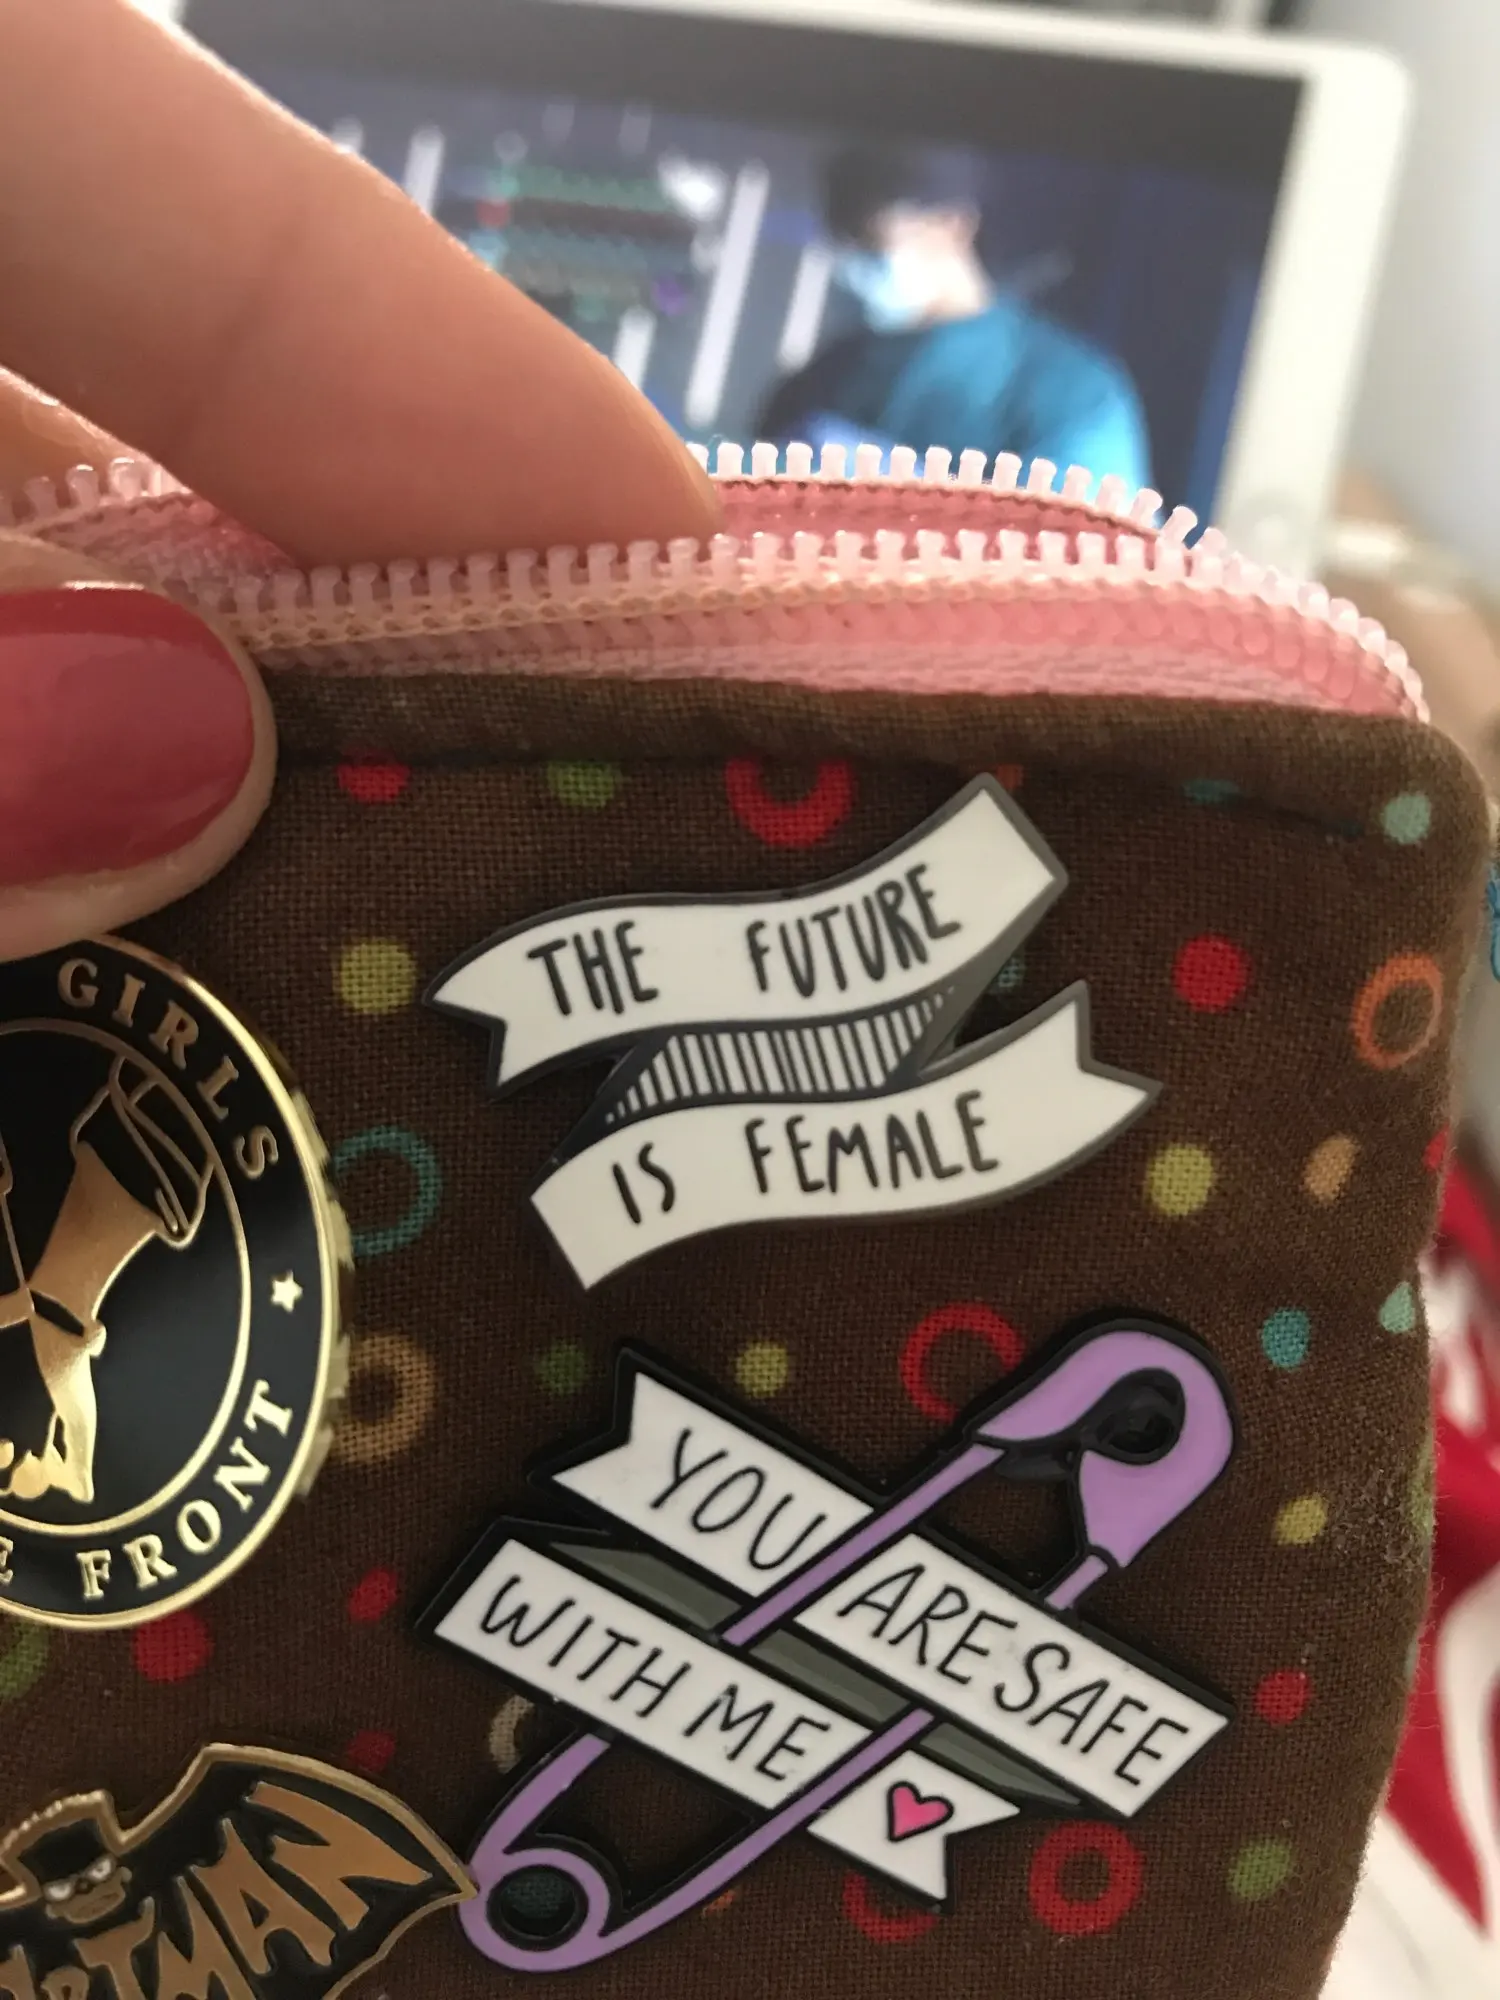 THE FUTURE
IS FEMALE
GIRLS
FRONT
YOU ARE SAFE
WITH ME